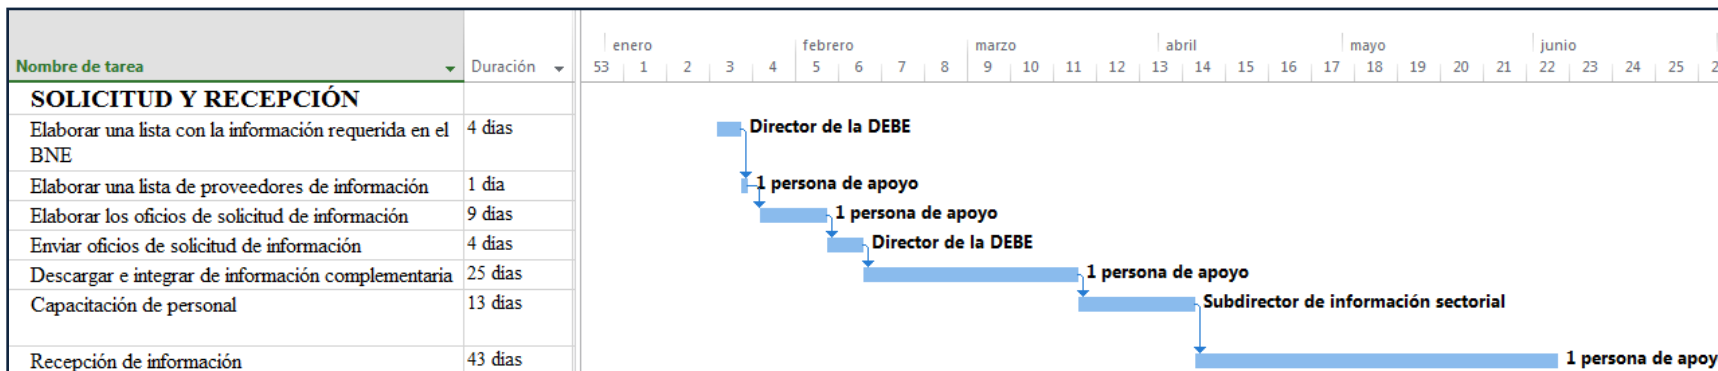 enero febrero marzo abril mayo junio
Nombre de tarea Duración 53 1 2 3 4 5 6 7 8 9 10 11 12 13 14 15 16 17 18 19 20 21 22 23 24 25 2
SOLICITUD Y RECEPCIÓN
Elaborar una lista con la información requerida en el 4 días Director de la DEBE
BNE
Elaborar una lista de proveedores de información 1 día 1 persona de apoyo
Elaborar los oficios de solicitud de información 9 días 1 persona de apoyo
Enviar oficios de solicitud de información 4 días Director de la DEBE
Descargar e integrar de información complementaria 25 días 1 persona de apoyo
Capacitación de personal 13 días Subdirector de información sectorial
Recepción de información 43 días 1 persona de apoy